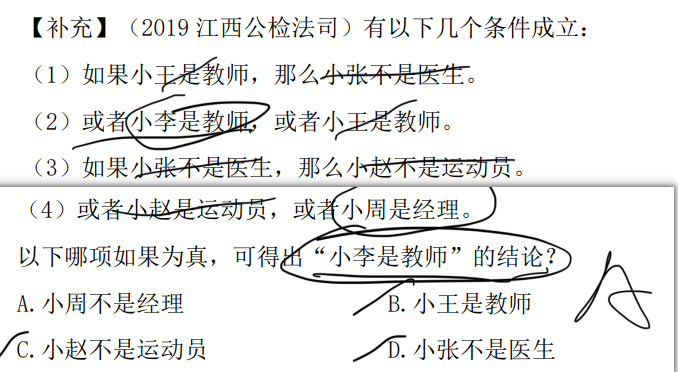 【补充】（2019 江西公检法司）有以下几个条件成立：
（1）如果小王是教师，那么小张不是医生。
（2）或者小李是教师，或者小王是教师。
（3）如果小张不是医生，那么小赵不是运动员。
（4）或者小赵是运动员，或者小周是经理。
以下哪项如果为真，可得出“小李是教师”的结论？
A.小周不是经理 B.小王是教师
C.小赵不是运动员 D.小张不是医生
A